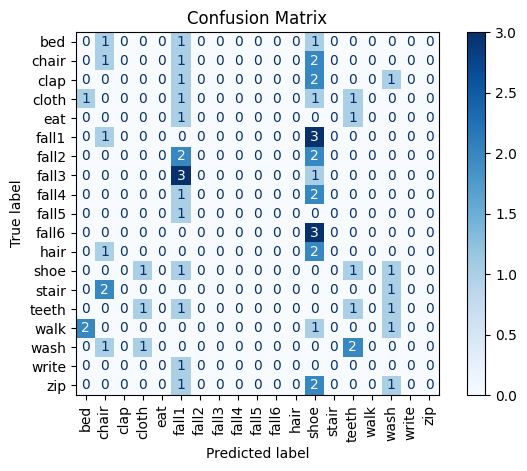 Confusion Matrix
True label
bed 0 1 0 0 0 1 0 0 0 0 0 0 1 0 0 0 0 0 0
chair 0 1 0 0 0 1 0 0 0 0 0 0 2 0 0 0 0 0 0
clap 0 0 0 0 0 1 0 0 0 0 0 0 2 0 0 0 1 0 0
cloth 1 0 0 0 0 1 0 0 0 0 0 0 1 0 1 0 0 0 0
eat 0 0 0 0 0 1 0 0 0 0 0 0 0 0 1 0 0 0 0
fall1 0 1 0 0 0 0 0 0 0 0 0 0 3 0 0 0 0 0 0
fall2 0 0 0 0 0 2 0 0 0 0 0 0 2 0 0 0 0 0 0
fall3 0 0 0 0 0 3 0 0 0 0 0 0 1 0 0 0 0 0 0
fall4 0 0 0 0 0 1 0 0 0 0 0 0 2 0 0 0 0 0 0
fall5 0 0 0 0 0 1 0 0 0 0 0 0 0 0 0 0 0 0 0
fall6 0 0 0 0 0 0 0 0 0 0 0 0 3 0 0 0 0 0 0
hair 0 1 0 0 0 0 0 0 0 0 0 0 2 0 0 0 0 0 0
shoe 0 0 0 1 0 1 0 0 0 0 0 0 0 0 1 0 1 0 0
stair 0 2 0 0 0 0 0 0 0 0 0 0 0 0 0 0 1 0 0
teeth 0 0 0 1 0 1 0 0 0 0 0 0 0 0 1 0 1 0 0
walk 2 0 0 0 0 0 0 0 0 0 0 0 1 0 0 0 1 0 0
wash 0 1 0 1 0 0 0 0 0 0 0 0 0 0 2 0 0 0 0
write 0 0 0 0 0 1 0 0 0 0 0 0 0 0 0 0 0 0 0
zip 0 0 0 0 0 1 0 0 0 0 0 0 2 0 0 0 1 0 0
bed chair clap cloth eat fall1 fall2 fall3 fall4 fall5 fall6 hair shoe stair teeth walk wash write zip
Predicted label
3.0
2.5
2.0
1.5
1.0
0.5
0.0